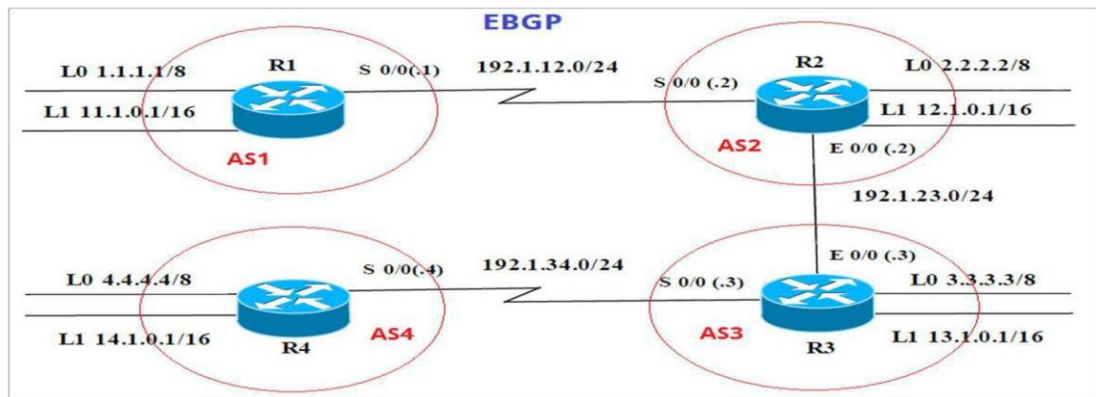 EBGP
R1
L0 1.1.1.1/8
S 0/0(.1)
192.1.12.0/24
L1 11.1.0.1/16
AS1
R2
S 0/0 (.2)
L0 2.2.2.2/8
L1 12.1.0.1/16
AS2
E 0/0 (.2)
192.1.23.0/24
L0 4.4.4.4/8
S 0/0(.4)
192.1.34.0/24
L1 14.1.0.1/16
R4
AS4
E 0/0 (.3)
S 0/0 (.3)
L0 3.3.3.3/8
AS3
R3
L1 13.1.0.1/16